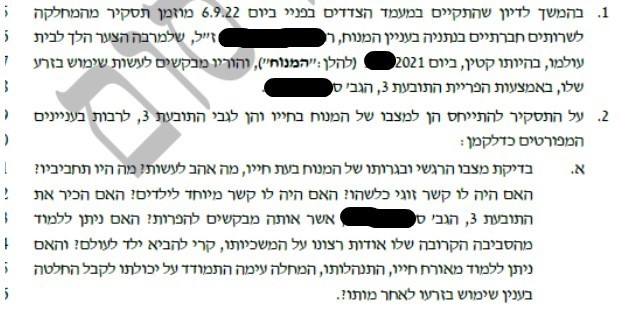 1. בהמשך לדיון שהתקיים במעמד הצדדים בפניי ביום 6.9.22 מוזמן תסקיר מהמחלקה
לשרותים חברתיים בנתניה בעניין המנוח, ר ז"ל, שלמרבה הצער הלך לבית
עולמו, בהיותו קטין, ביום 2021 (להלן: "המנוח"), והוריו מבקשים לעשות שימוש בזרע
שלו, באמצעות הפריית התובעת 3, הגב' ס.
2. על התסקיר להתייחס הן למצבו של המנוח בחייו והן לגבי התובעת 3, לרבות בעניינים
המפורטים כדלקמן:
א. בדיקת מצבו הרגשי ובגרותו של המנוח בעת חייו, מה אהב לעשות? מה היו תחביביו?
האם היה לו קשר זוגי כלשהו? האם היה לו קשר מיוחד לילדים? האם הכיר את
התובעת 3, הגב' ס, אשר אותה מבקשים להפרות? האם ניתן ללמוד
מהסביבה הקרובה שלו אודות רצונו על המשכיותו, קרי להביא ילד לעולם? והאם
ניתן ללמוד מאורח חייו, התנהלותו, המחלה עימה התמודד על יכולתו לקבל החלטה
בענין שימוש בזרעו לאחר מותו?.